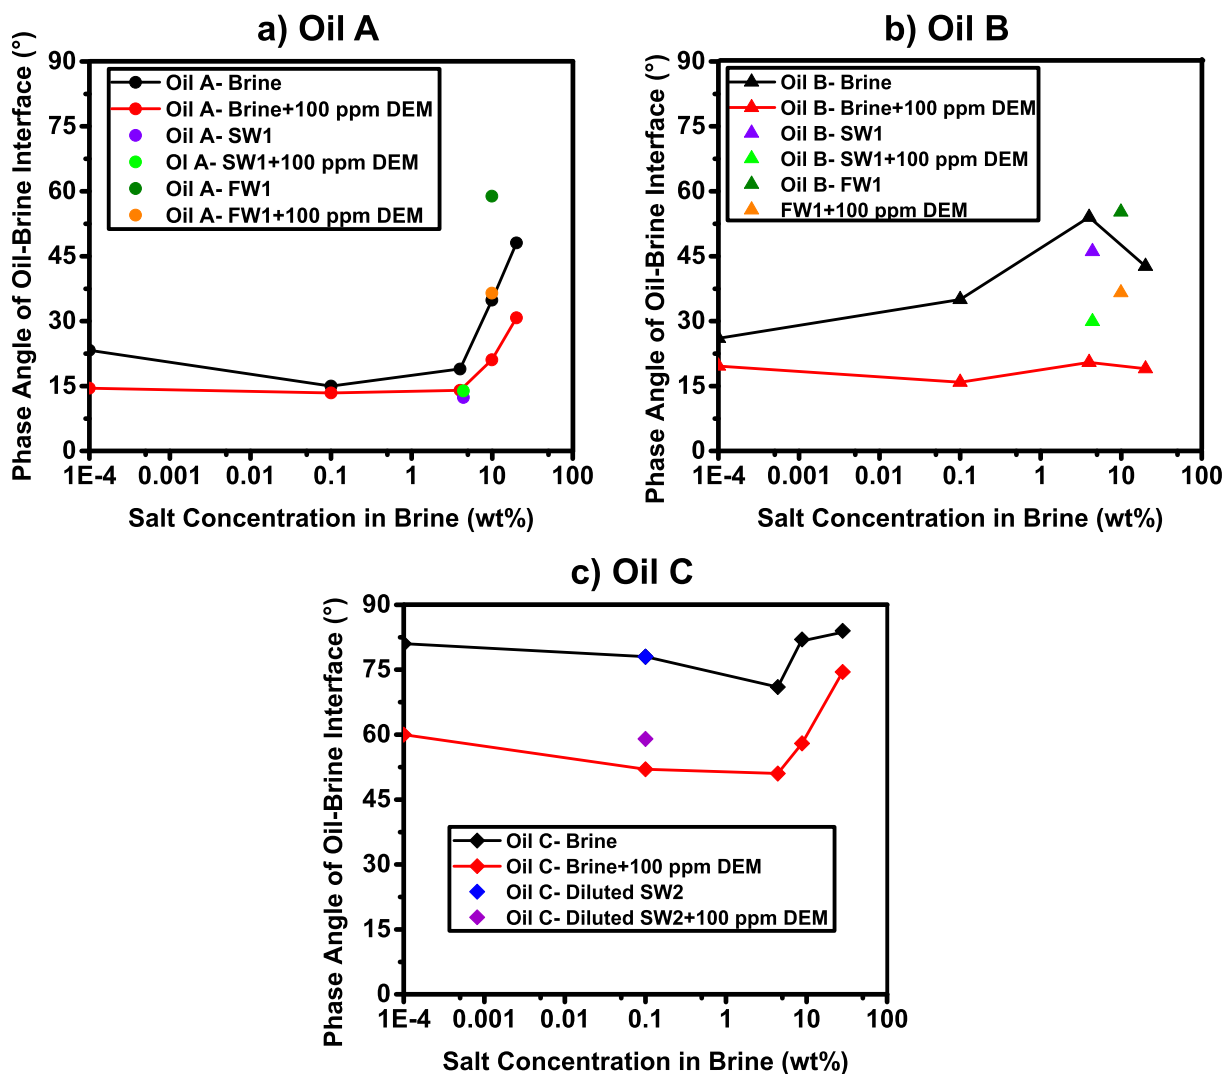 a) Oil A
Phase Angle of Oil-Brine Interface (°)
90
75
60
45
30
15
0
Oil A- Brine
Oil A- Brine+100 ppm DEM
Oil A- SW1
Ol A- SW1+100 ppm DEM
Oil A- FW1
Oil A- FW1+100 ppm DEM
1E-4 0.001 0.01 0.1 1 10 100
Salt Concentration in Brine (wt%)
b) Oil B
Phase Angle of Oil-Brine Interface (°)
90
75
60
45
30
15
0
Oil B- Brine
Oil B- Brine+100 ppm DEM
Oil B- SW1
Oil B- SW1+100 ppm DEM
Oil B- FW1
FW1+100 ppm DEM
1E-4 0.001 0.01 0.1 1 10 100
Salt Concentration in Brine (wt%)
c) Oil C
Phase Angle of Oil-Brine Interface (°)
90
75
60
45
30
15
0
Oil C- Brine
Oil C- Brine+100 ppm DEM
Oil C- Diluted SW2
Oil C- Diluted SW2+100 ppm DEM
1E-4 0.001 0.01 0.1 1 10 100
Salt Concentration in Brine (wt%)